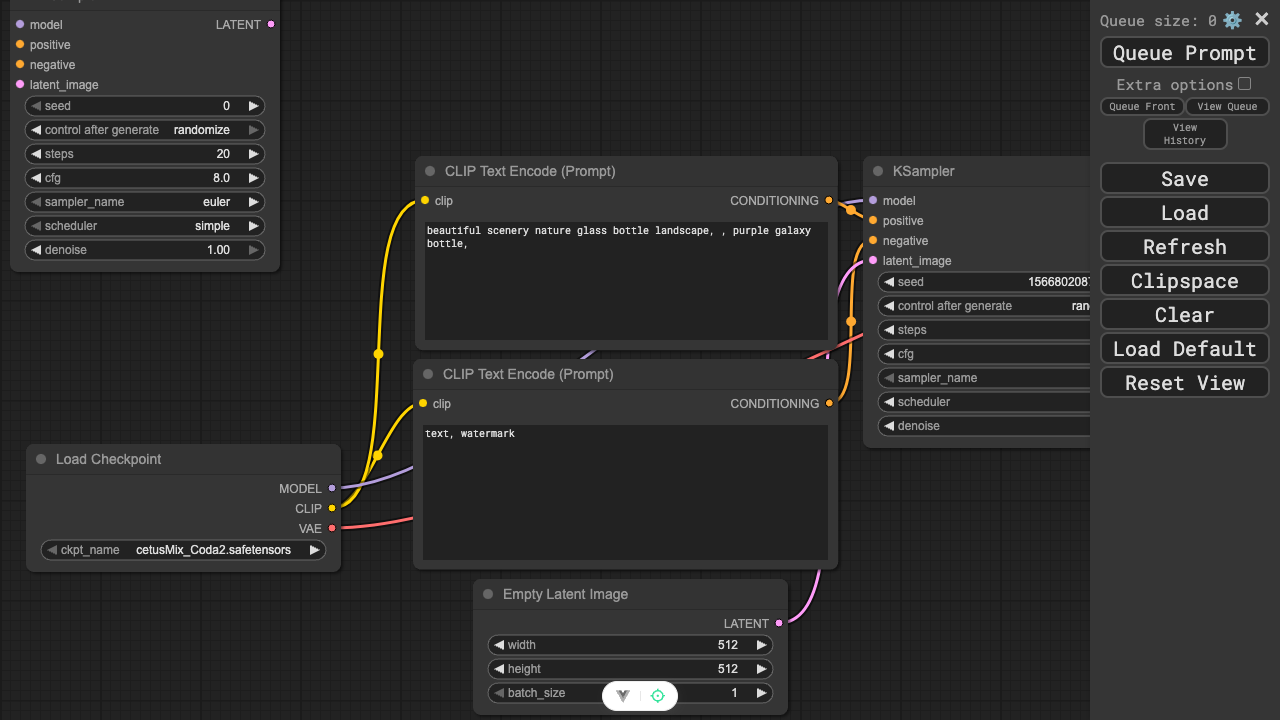 model LATENT
positive
negative
latent_image
seed 0
control after generate randomize
steps 20
cfg 8.0
sampler_name euler
scheduler simple
denoise 1.00
Load Checkpoint
MODEL
CLIP
VAE
ckpt_name cetusMix_Coda2.safetensors
CLIP Text Encode (Prompt)
clip CONDITIONING
beautiful scenery nature glass bottle landscape, , purple galaxy
bottle,
CLIP Text Encode (Prompt)
clip CONDITIONING
text, watermark
Empty Latent Image
LATENT
width 512
height 512
batch_size 1
KSampler
model
positive
negative
latent_image
seed 156680208
control after generate ran
steps
cfg
sampler_name
scheduler
denoise
Queue size: 0
Queue Prompt
Extra options
Queue Front View Queue
View
History
Save
Load
Refresh
Clipspace
Clear
Load Default
Reset View